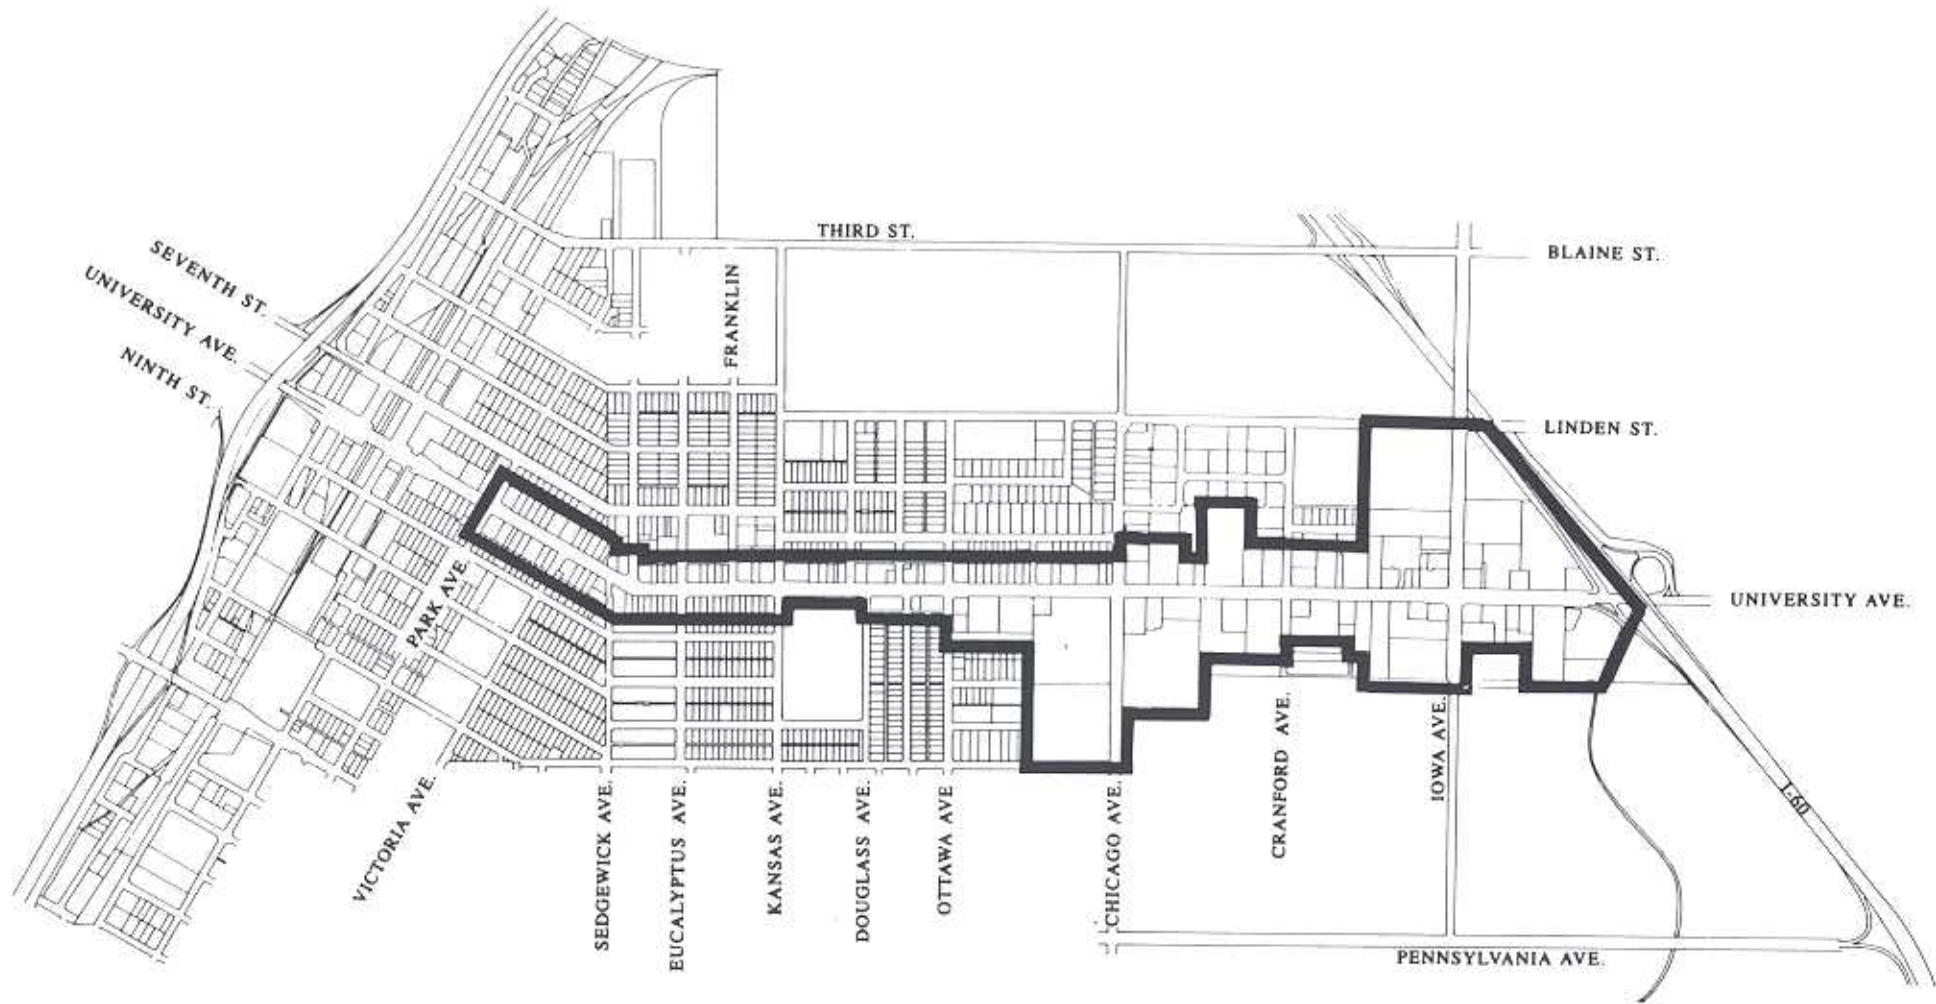 THIRD ST.
BLAINE ST.
SEVENTH ST.
UNIVERSITY AVE.
NINTH ST.
FRANKLIN
LINDEN ST.
UNIVERSITY AVE.
PARK AVE.
VICTORIA AVE.
SEDGEWICK AVE.
EUCALYPTUS AVE.
KANSAS AVE.
DOUGLASS AVE.
OTTAWA AVE
CHICAGO AVE.
CRANFORD AVE.
IOWA AVE.
I-60
PENNSYLVANIA AVE.